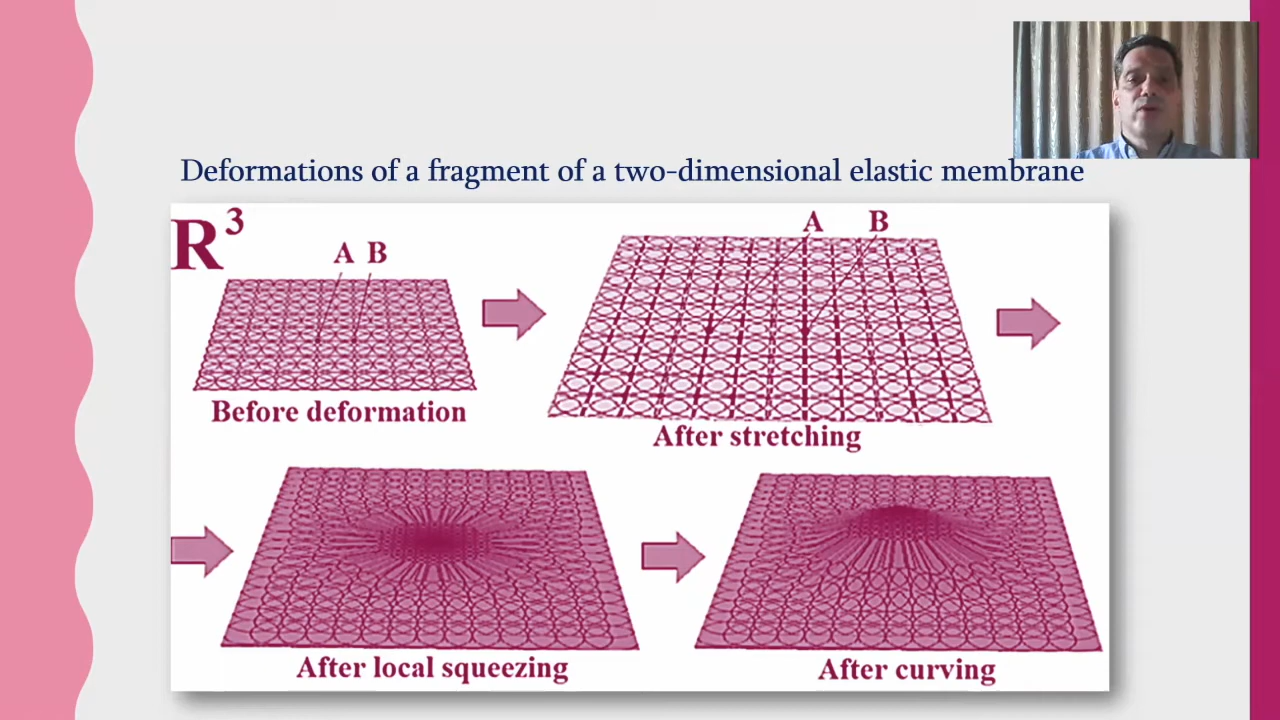 Deformations of a fragment of a two-dimensional elastic membrane
R³
A B
A B
Before deformation
After stretching
After local squeezing
After curving